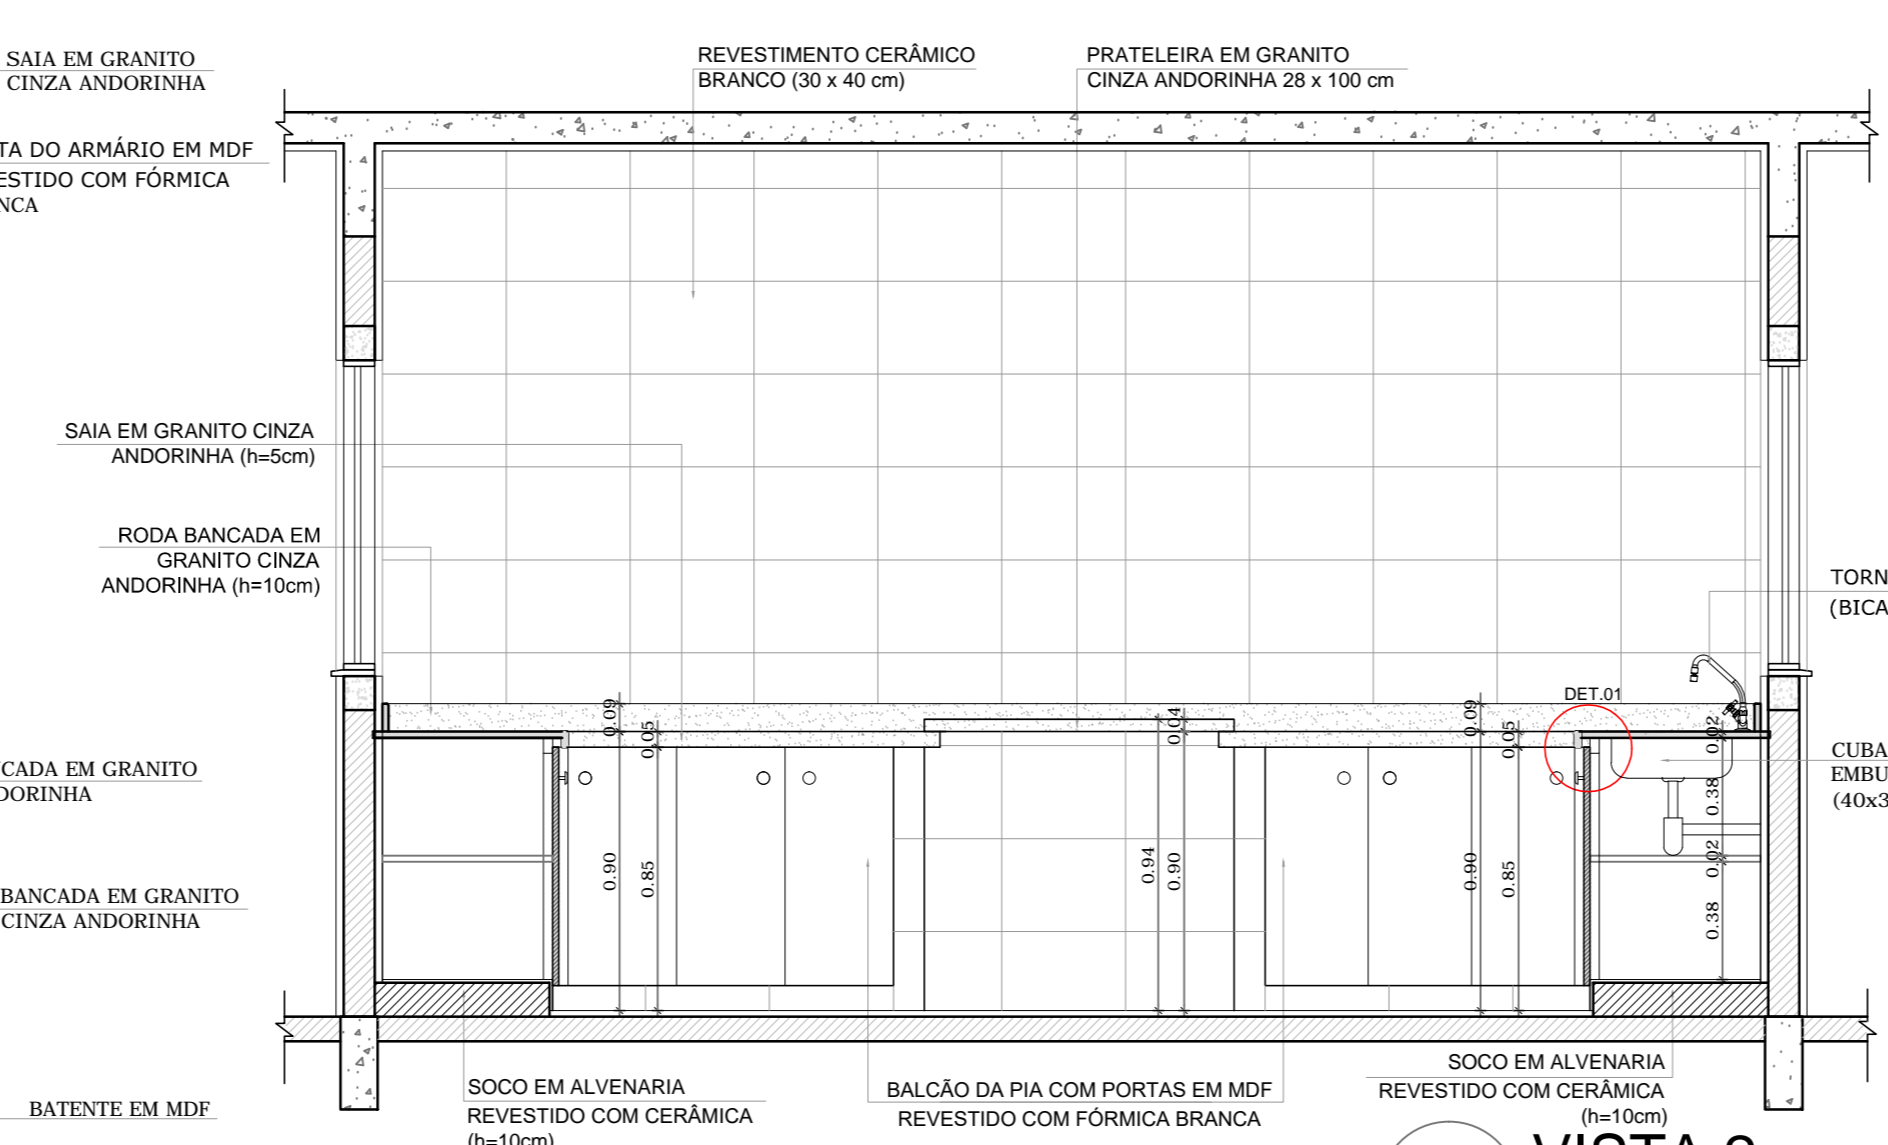 SAIA EM GRANITO
CINZA ANDORINHA
REVESTIMENTO CERÂMICO
BRANCO (30 x 40 cm)
PRATELEIRA EM GRANITO
CINZA ANDORINHA 28 x 100 cm
TA DO ARMÁRIO EM MDF
ESTIDO COM FÓRMICA
NCA
SAIA EM GRANITO CINZA
ANDORINHA (h=5cm)
RODA BANCADA EM
GRANITO CINZA
ANDORINHA (h=10cm)
TORN
(BICA
DET.01
0.09
0.05
0.04
0.09
0.05
0.02
CUBA
EMBU
(40x3
CADA EM GRANITO
DORINHA
0.38
0.90
0.85
0.94
0.90
0.90
0.85
0.02
0.38
BANCADA EM GRANITO
CINZA ANDORINHA
SOCO EM ALVENARIA
REVESTIDO COM CERÂMICA
(h=10cm)
BALCÃO DA PIA COM PORTAS EM MDF
REVESTIDO COM FÓRMICA BRANCA
SOCO EM ALVENARIA
REVESTIDO COM CERÂMICA
(h=10cm)
BATENTE EM MDF
VISTA